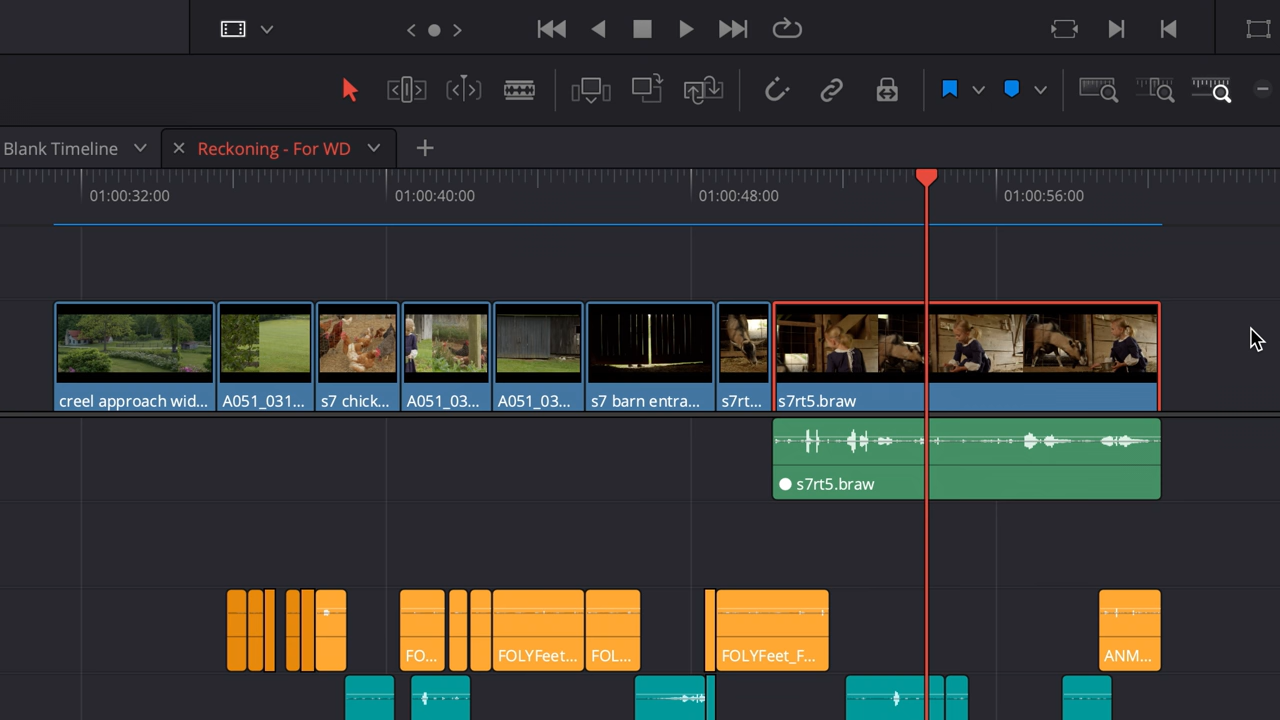 Blank Timeline
Reckoning - For WD
01:00:32:00
01:00:40:00
01:00:48:00
01:00:56:00
creel approach wid...
A051_031...
s7 chick...
A051_03...
A051_03...
s7 barn entra...
s7rt...
s7rt5.braw
s7rt5.braw
FO...
FOLYFeet...
FOL...
FOLYFeet_F...
ANM...